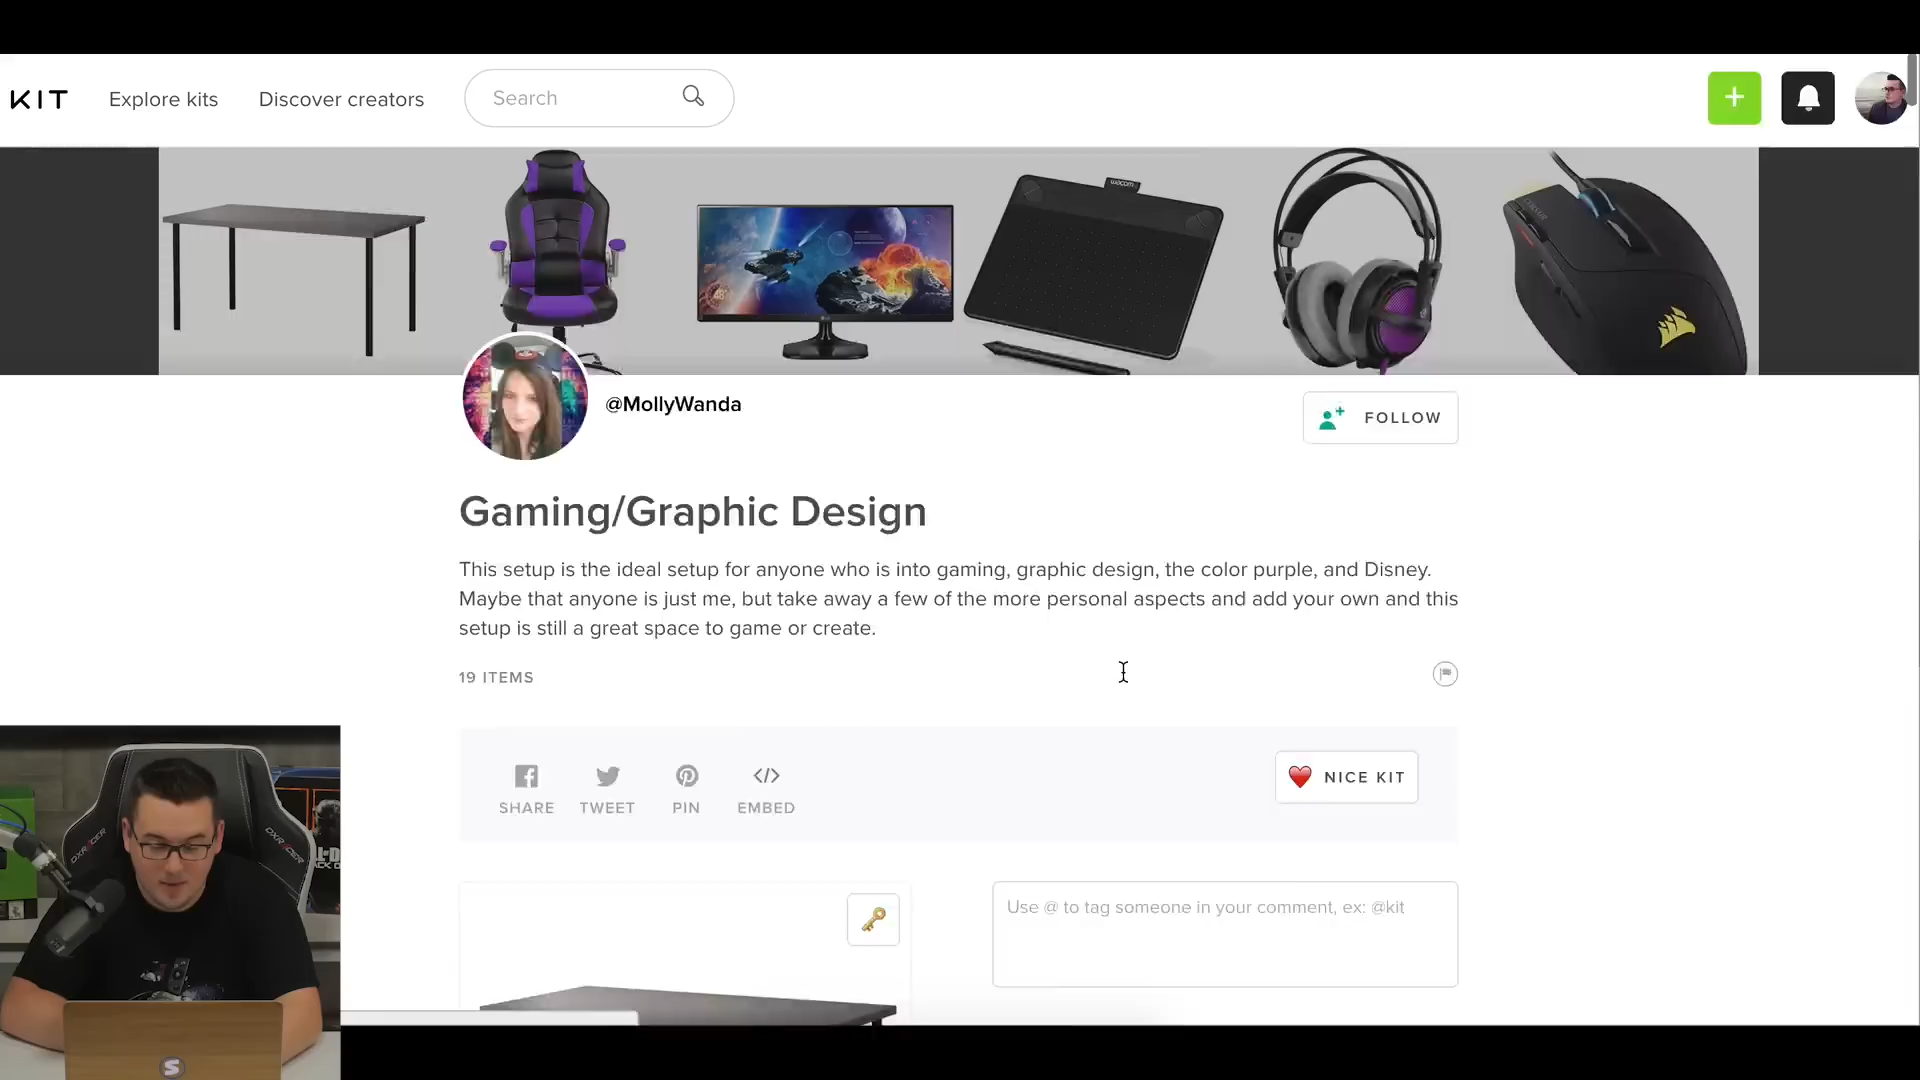 KIT
Explore kits
Discover creators
Search
wacom
CORSAIR
@MollyWanda
FOLLOW
Gaming/Graphic Design
This setup is the ideal setup for anyone who is into gaming, graphic design, the color purple, and Disney.
Maybe that anyone is just me, but take away a few of the more personal aspects and add your own and this
setup is still a great space to game or create.
19 ITEMS
SHARE
TWEET
PIN
EMBED
NICE KIT
Use @ to tag someone in your comment, ex: @kit
DXRACER
DXRACER
S